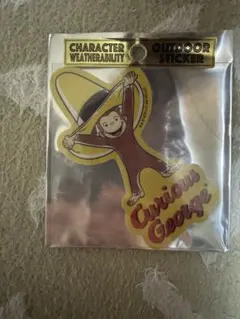 CHARACTER
WEATHERABILITY
OUTDOOR
STICKER
Curious
George